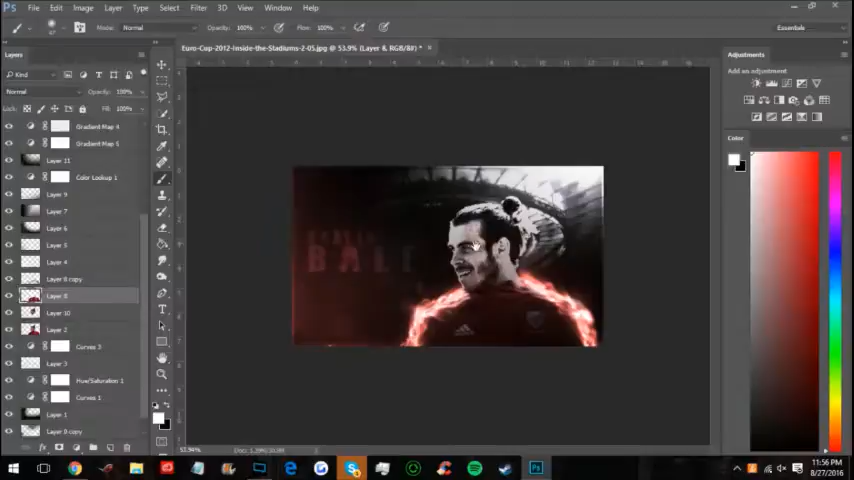 Ps File Edit Image Layer Type Select Filter 3D View Window Help
Mode: Normal Opacity: 100% Flow: 100% Essentials
Euro-Cup-2012-Inside-the-Stadiums-2-05.jpg @ 53.9% (Layer 8, RGB/8#) *
Layers
Kind
Normal Opacity: 100%
Lock: Fill: 100%
Gradient Map 4
Gradient Map 5
Layer 11
Color Lookup 1
Layer 9
Layer 7
Layer 6
Layer 5
Layer 4
Layer 8 copy
Layer 8
Layer 10
Layer 2
Curves 3
Layer 3
Hue/Saturation 1
Curves 1
Layer 1
Layer 0 copy
fx
BALE
Adjustments
Add an adjustment
Color
53.94%
11:56 PM
8/27/2016